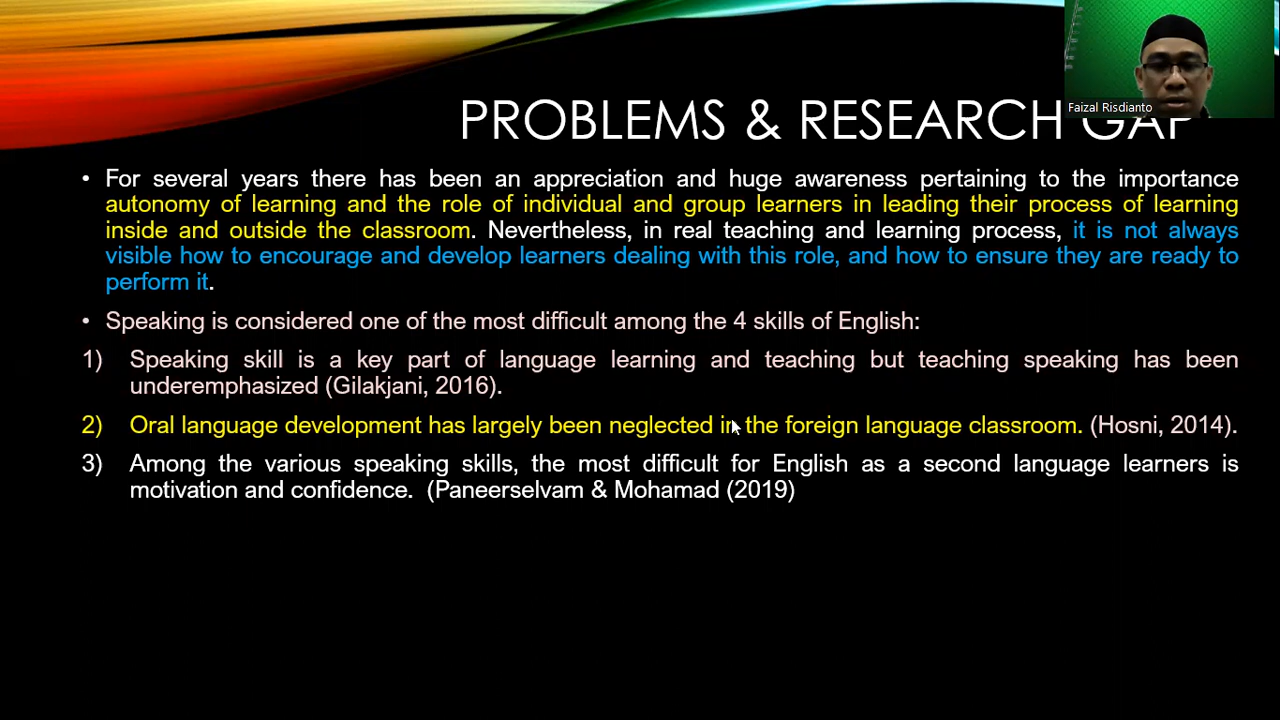 Faizal Risdianto
PROBLEMS & RESEARCH GAP
• For several years there has been an appreciation and huge awareness pertaining to the importance
autonomy of learning and the role of individual and group learners in leading their process of learning
inside and outside the classroom. Nevertheless, in real teaching and learning process, it is not always
visible how to encourage and develop learners dealing with this role, and how to ensure they are ready to
perform it.
• Speaking is considered one of the most difficult among the 4 skills of English:
1) Speaking skill is a key part of language learning and teaching but teaching speaking has been
underemphasized (Gilakjani, 2016).
2) Oral language development has largely been neglected in the foreign language classroom. (Hosni, 2014).
3) Among the various speaking skills, the most difficult for English as a second language learners is
motivation and confidence. (Paneerselvam & Mohamad (2019)